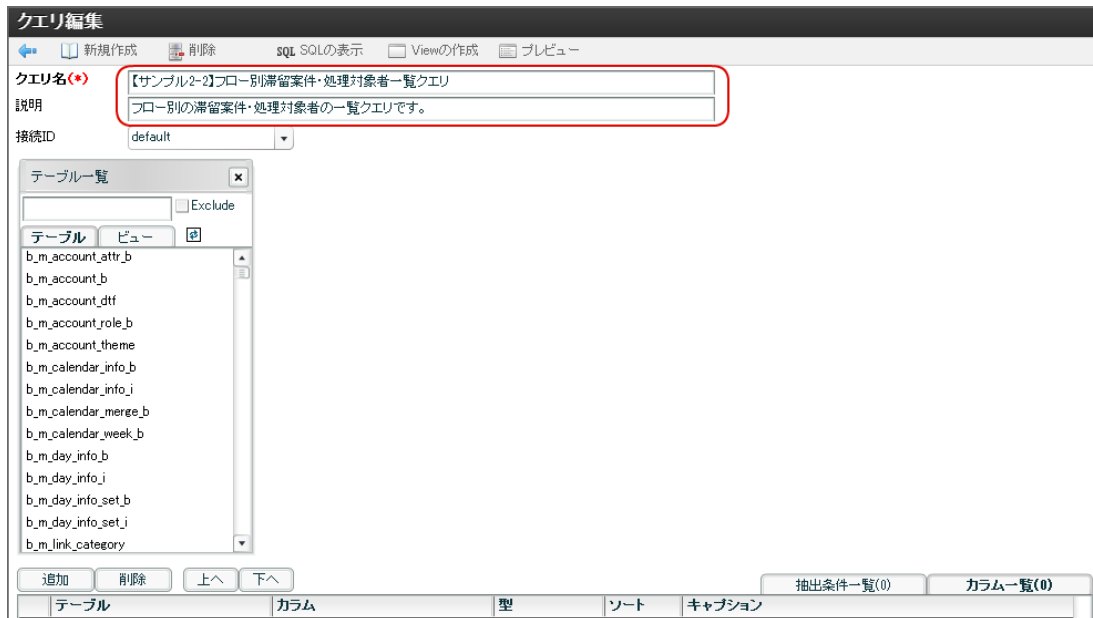 クエリ編集
新規作成 削除 SQL SQLの表示 Viewの作成 プレビュー
クエリ名(*) 【サンプル2-2】フロー別滞留案件・処理対象者一覧クエリ
説明 フロー別の滞留案件・処理対象者の一覧クエリです。
接続ID default
テーブル一覧
Exclude
テーブル ビュー
b_m_account_attr_b
b_m_account_b
b_m_account_dtf
b_m_account_role_b
b_m_account_theme
b_m_calendar_info_b
b_m_calendar_info_i
b_m_calendar_merge_b
b_m_calendar_week_b
b_m_day_info_b
b_m_day_info_i
b_m_day_info_set_b
b_m_day_info_set_i
b_m_link_category
追加 削除 上へ 下へ 抽出条件一覧(0) カラム一覧(0)
テーブル カラム 型 ソート キャプション